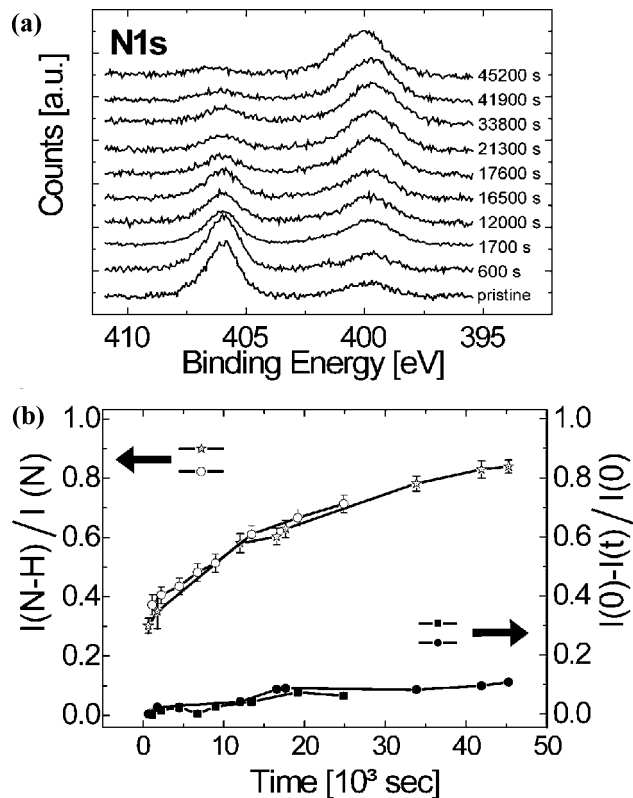 (a)
N1s
Counts [a.u.]
45200 s
41900 s
33800 s
21300 s
17600 s
16500 s
12000 s
1700 s
600 s
pristine
410
405
400
395
Binding Energy [eV]
(b)
1.0
0.8
0.6
0.4
0.2
0.0
I(N-H) / I (N)
1.0
0.8
0.6
0.4
0.2
0.0
I(0)-I(t) / I(0)
0
10
20
30
40
50
Time [10³ sec]